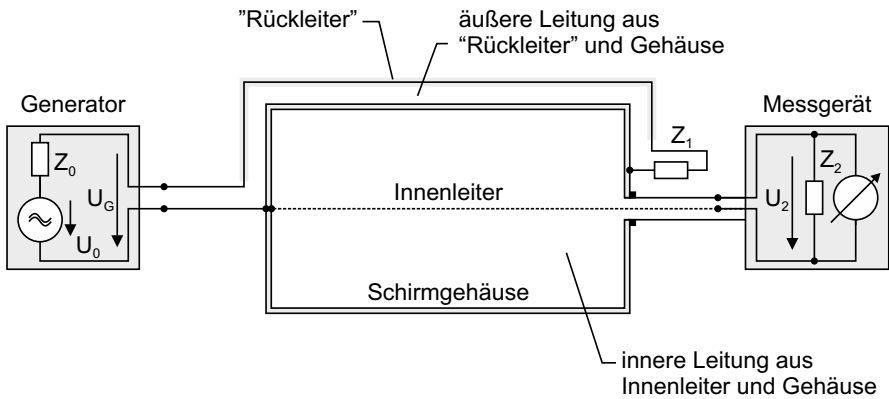 "Rückleiter"
äußere Leitung aus
"Rückleiter" und Gehäuse
Generator
Messgerät
Z1
Z0
Z2
UG
Innenleiter
U2
U0
Schirmgehäuse
innere Leitung aus
Innenleiter und Gehäuse